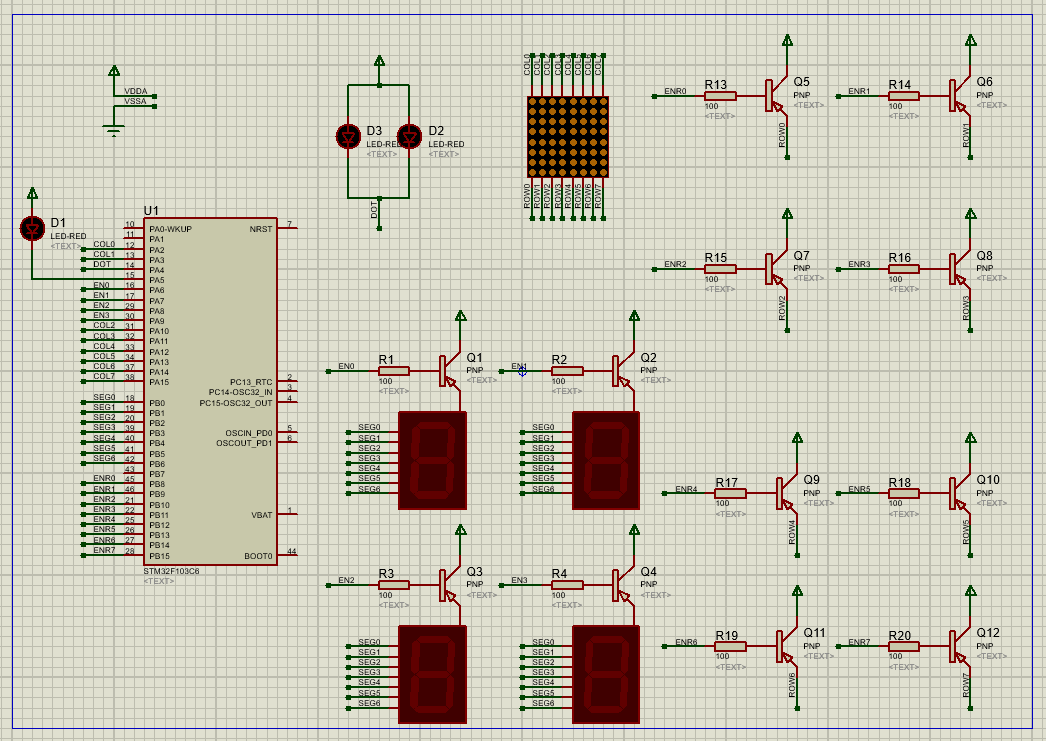 VDDA
VSSA
D3
LED-RED
<TEXT>
D2
LED-RED
<TEXT>
DOT
COL0
ROW0
ROW1
ROW2
ROW3
ROW4
ROW5
ROW6
ROW7
ENR0
R13
100
<TEXT>
Q5
PNP
<TEXT>
ROW0
ENR1
R14
100
<TEXT>
Q6
PNP
<TEXT>
ROW1
ENR2
R15
<TEXT>
Q7
PNP
<TEXT>
ROW2
ENR3
R16
<TEXT>
Q8
PNP
<TEXT>
ROW3
D1
LED-RED
<TEXT>
U1
COL0
COL1
DOT
EN0
EN1
EN2
EN3
COL2
COL3
COL4
COL5
COL6
COL7
SEG0
SEG1
SEG2
SEG3
SEG4
SEG5
SEG6
ENR0
ENR1
ENR2
ENR3
ENR4
ENR5
ENR6
ENR7
10 PA0-WKUP
11 PA1
12 PA2
13 PA3
14 PA4
15 PA5
16 PA6
17 PA7
29 PA8
30 PA9
31 PA10
32 PA11
33 PA12
34 PA13
37 PA14
38 PA15
18 PB0
19 PB1
20 PB2
39 PB3
40 PB4
41 PB5
42 PB6
43 PB7
45 PB8
46 PB9
21 PB10
22 PB11
25 PB12
26 PB13
27 PB14
28 PB15
NRST 7
PC13_RTC 2
PC14-OSC32_IN 3
PC15-OSC32_OUT 4
OSCIN_PD0 5
OSCOUT_PD1 6
VBAT 1
BOOT0 44
STM32F103C6
<TEXT>
EN0
R1
100
<TEXT>
Q1
PNP
<TEXT>
SEG0
SEG1
SEG2
SEG3
SEG4
SEG5
SEG6
EN1
R2
100
<TEXT>
Q2
PNP
<TEXT>
SEG0
SEG1
SEG2
SEG3
SEG4
SEG5
SEG6
EN2
R3
100
<TEXT>
Q3
PNP
<TEXT>
SEG0
SEG1
SEG2
SEG3
SEG4
SEG5
SEG6
EN3
R4
100
<TEXT>
Q4
PNP
<TEXT>
SEG0
SEG1
SEG2
SEG3
SEG4
SEG5
SEG6
ENR4
R17
100
<TEXT>
Q9
PNP
<TEXT>
ROW4
ENR5
R18
100
<TEXT>
Q10
PNP
<TEXT>
ROW5
ENR6
R19
100
<TEXT>
Q11
PNP
<TEXT>
ROW6
ENR7
R20
100
<TEXT>
Q12
PNP
<TEXT>
ROW7